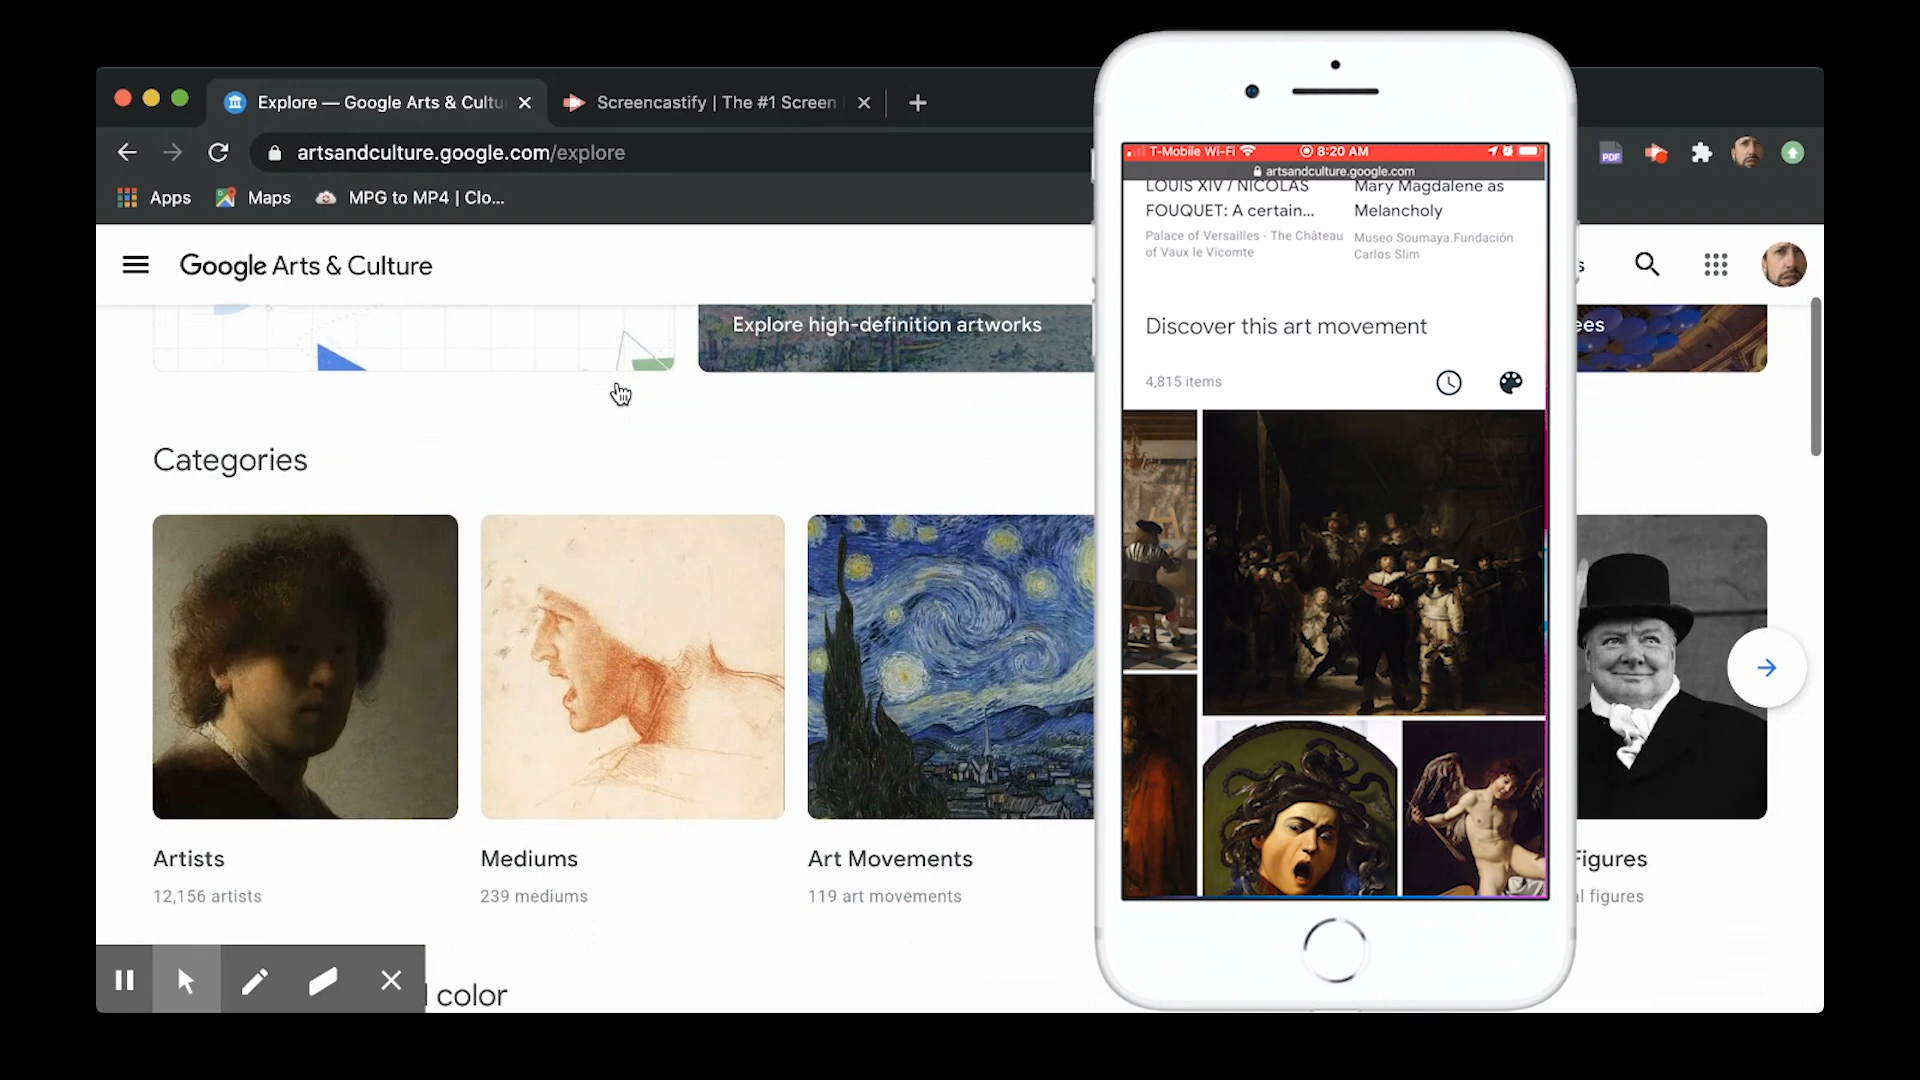 Explore — Google Arts & Cultu
Screencastify | The #1 Screen
artsandculture.google.com/explore
PDF
Apps
Maps
MPG to MP4 | Clo...
Google Arts & Culture
s
Explore high-definition artworks
ees
Categories
Artists
12,156 artists
Mediums
239 mediums
Art Movements
119 art movements
Figures
al figures
d color
T-Mobile Wi-Fi
8:20 AM
artsandculture.google.com
LOUIS XIV / NICOLAS
FOUQUET: A certain...
Palace of Versailles - The Château
of Vaux le Vicomte
Mary Magdalene as
Melancholy
Museo Soumaya.Fundación
Carlos Slim
Discover this art movement
4,815 items